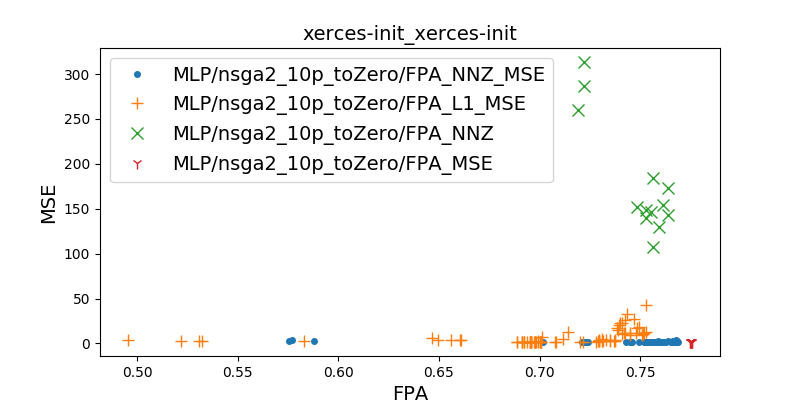 xerces-init_xerces-init
MLP/nsga2_10p_toZero/FPA_NNZ_MSE
MLP/nsga2_10p_toZero/FPA_L1_MSE
MLP/nsga2_10p_toZero/FPA_NNZ
MLP/nsga2_10p_toZero/FPA_MSE
MSE
300
250
200
150
100
50
0
0.50 0.55 0.60 0.65 0.70 0.75
FPA